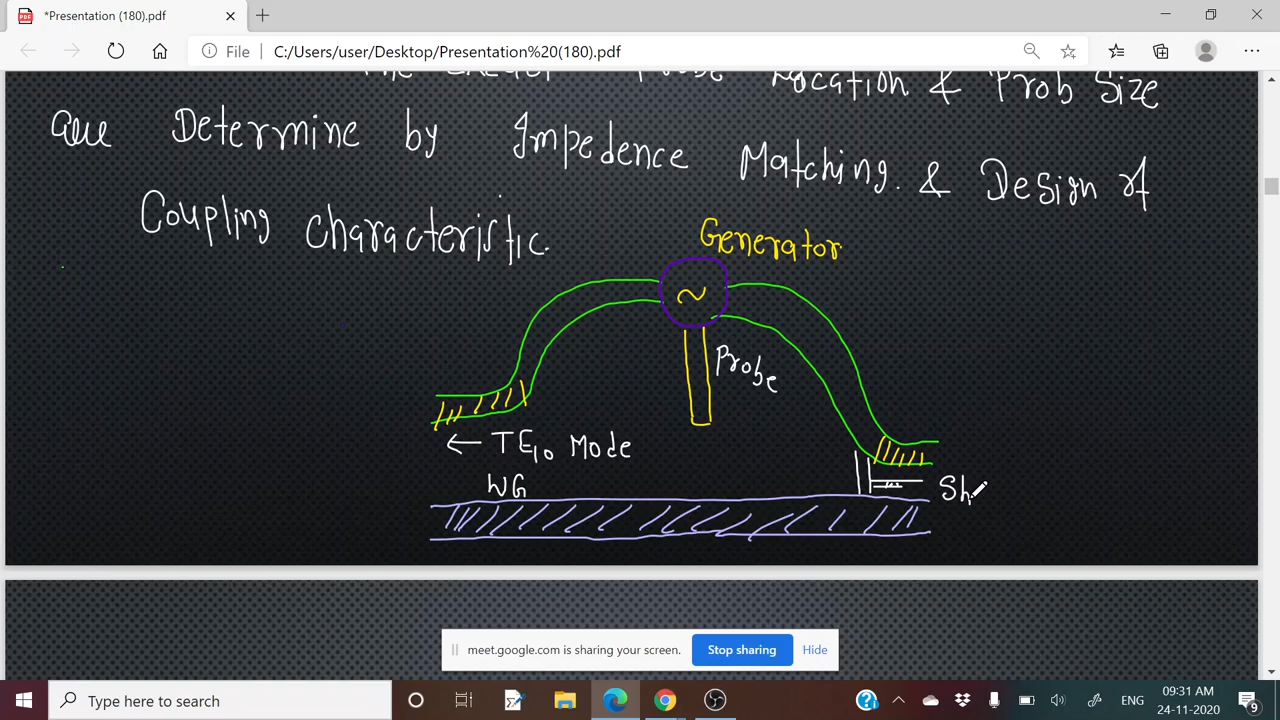 *Presentation (180).pdf
File C:/Users/user/Desktop/Presentation%20(180).pdf
Location & Prob Size
are Determine by Impedence Matching. & Design of
Coupling Characteristic.
Generator
Probe
← TE10 Mode
WG
Sh
meet.google.com is sharing your screen. Stop sharing Hide
Type here to search
ENG
09:31 AM
24-11-2020
9